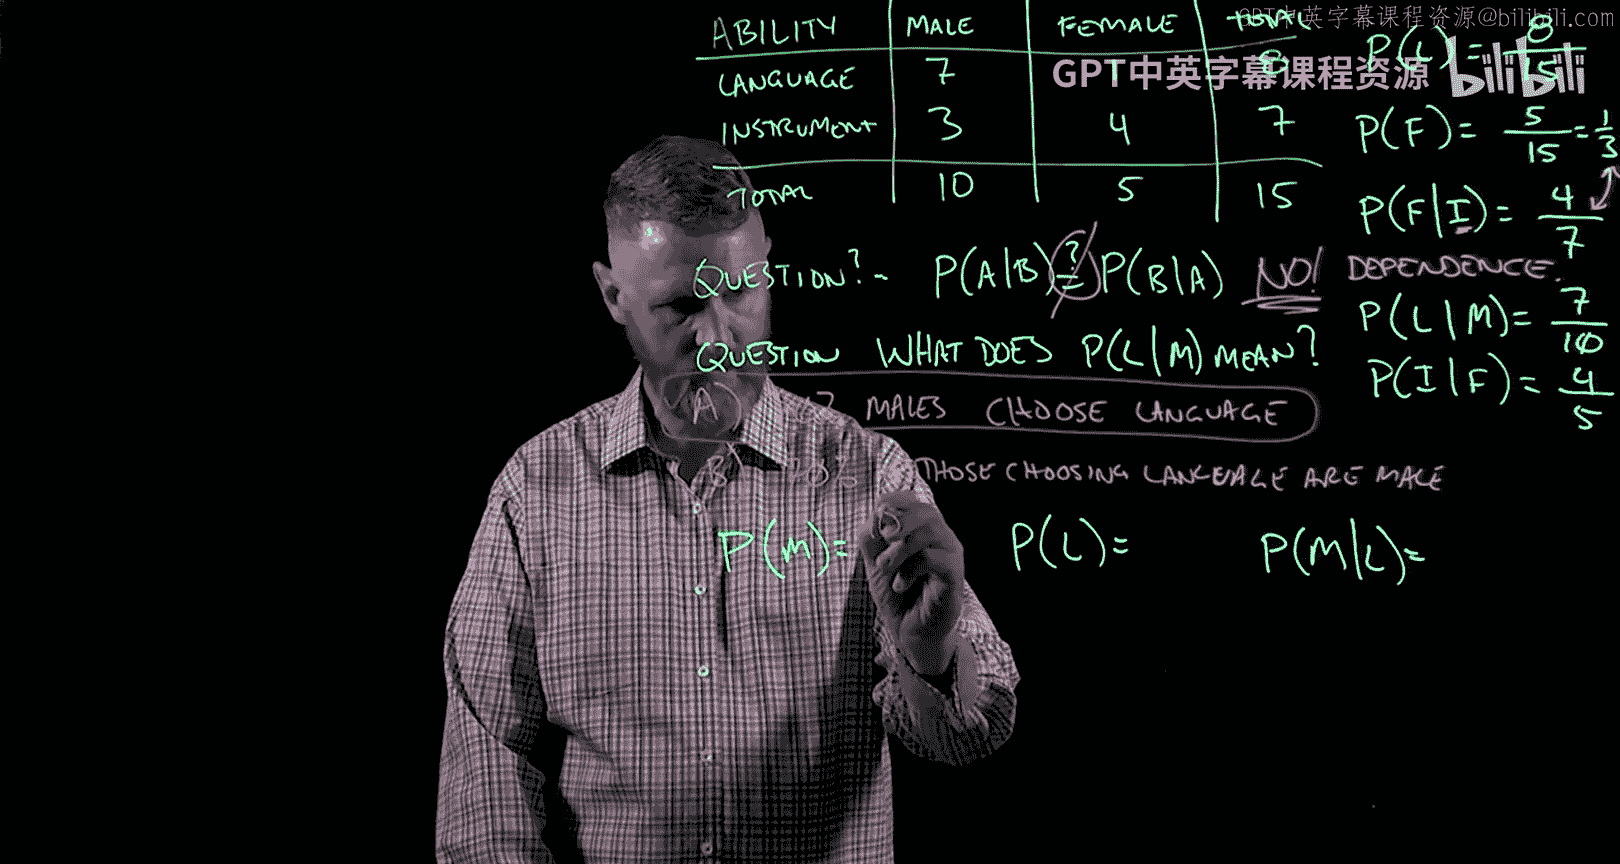 GPT中英字幕课程资源@bilibili.com
ABILITY MALE FEMALE TOTAL
LANGUAGE 7 1 8
GPT中英字幕课程资源 bilibili
INSTRUMENT 3 4 7
TOTAL 10 5 15
P(L) = 8/15
P(F) = 5/15 = 1/3
P(F|I) = 4/7
QUESTION? - P(A|B) ?= P(B|A) NO! DEPENDENCE.
P(L|M) = 7/10
QUESTION WHAT DOES P(L|M) MEAN?
P(I|F) = 4/5
A) MALES CHOOSE LANGUAGE
B) 70% THOSE CHOOSING LANGUAGE ARE MALE
P(M) = P(L) = P(M|L) =